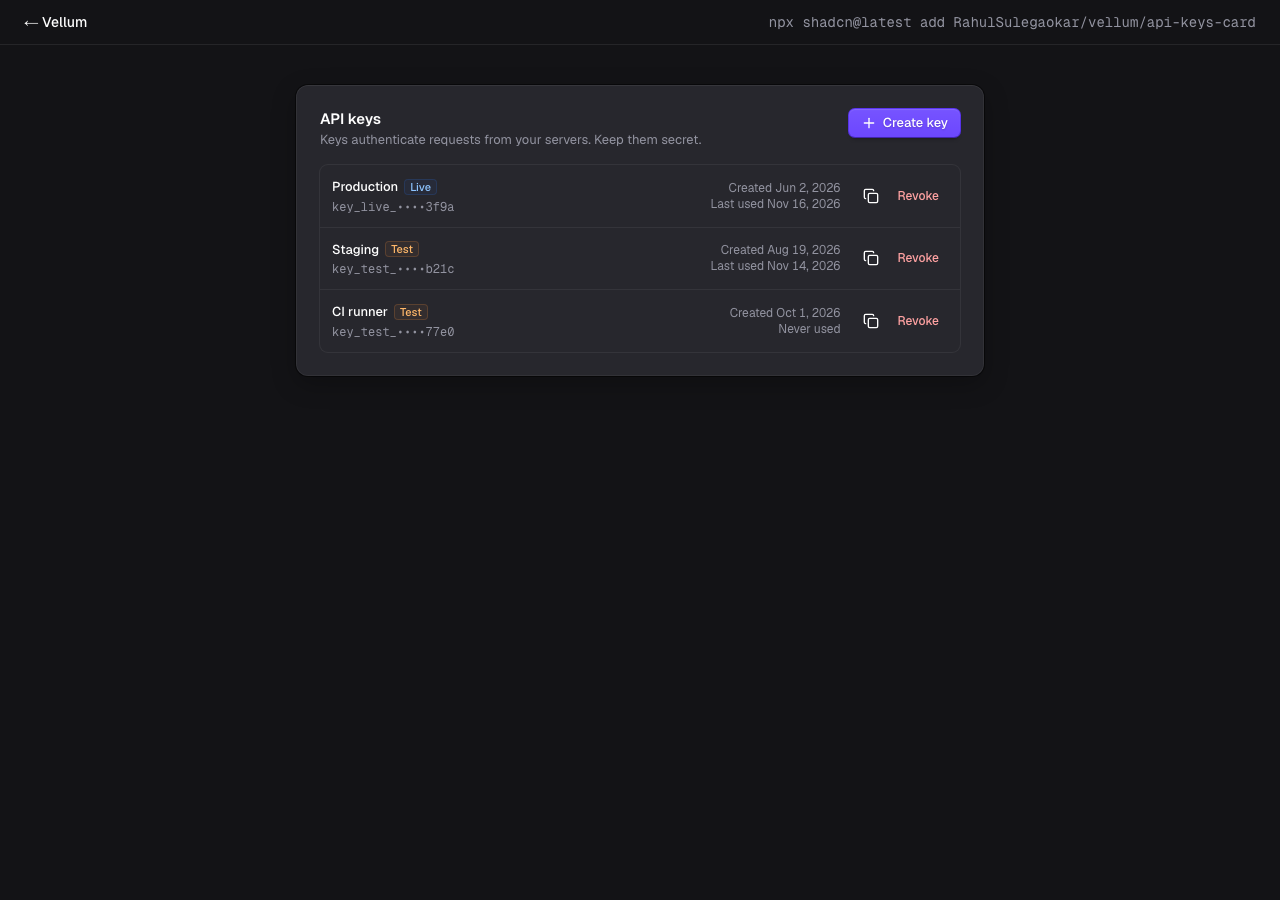 ← Vellum
npx shadcn@latest add RahulSulegaokar/vellum/api-keys-card
API keys
Keys authenticate requests from your servers. Keep them secret.
Create key
Production Live
key_live_••••3f9a
Created Jun 2, 2026
Last used Nov 16, 2026
Revoke
Staging Test
key_test_••••b21c
Created Aug 19, 2026
Last used Nov 14, 2026
Revoke
CI runner Test
key_test_••••77e0
Created Oct 1, 2026
Never used
Revoke